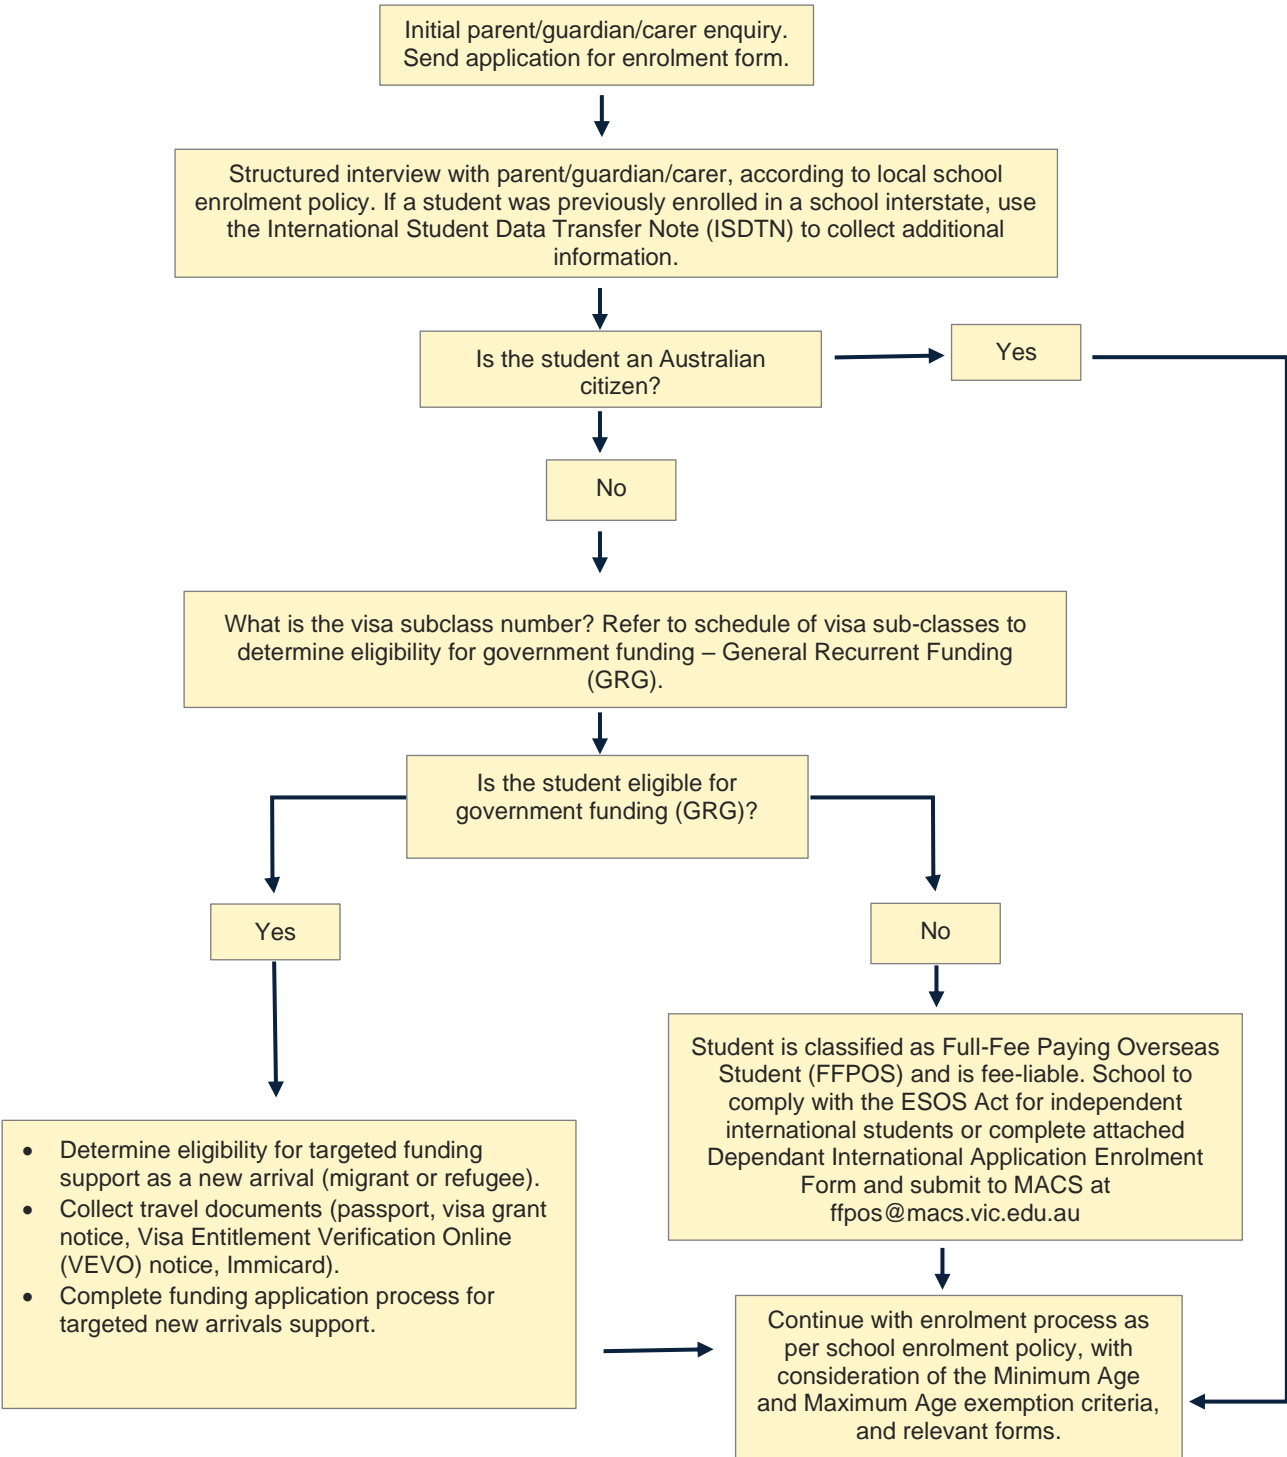 Initial parent/guardian/carer enquiry.
Send application for enrolment form.
Structured interview with parent/guardian/carer, according to local school
enrolment policy. If a student was previously enrolled in a school interstate, use
the International Student Data Transfer Note (ISDTN) to collect additional
information.
Is the student an Australian
citizen?
Yes
No
What is the visa subclass number? Refer to schedule of visa sub-classes to
determine eligibility for government funding – General Recurrent Funding
(GRG).
Is the student eligible for
government funding (GRG)?
Yes
No
Student is classified as Full-Fee Paying Overseas
Student (FFPOS) and is fee-liable. School to
comply with the ESOS Act for independent
international students or complete attached
Dependant International Application Enrolment
Form and submit to MACS at
ffpos@macs.vic.edu.au
• Determine eligibility for targeted funding
support as a new arrival (migrant or refugee).
• Collect travel documents (passport, visa grant
notice, Visa Entitlement Verification Online
(VEVO) notice, Immicard).
• Complete funding application process for
targeted new arrivals support.
Continue with enrolment process as
per school enrolment policy, with
consideration of the Minimum Age
and Maximum Age exemption criteria,
and relevant forms.